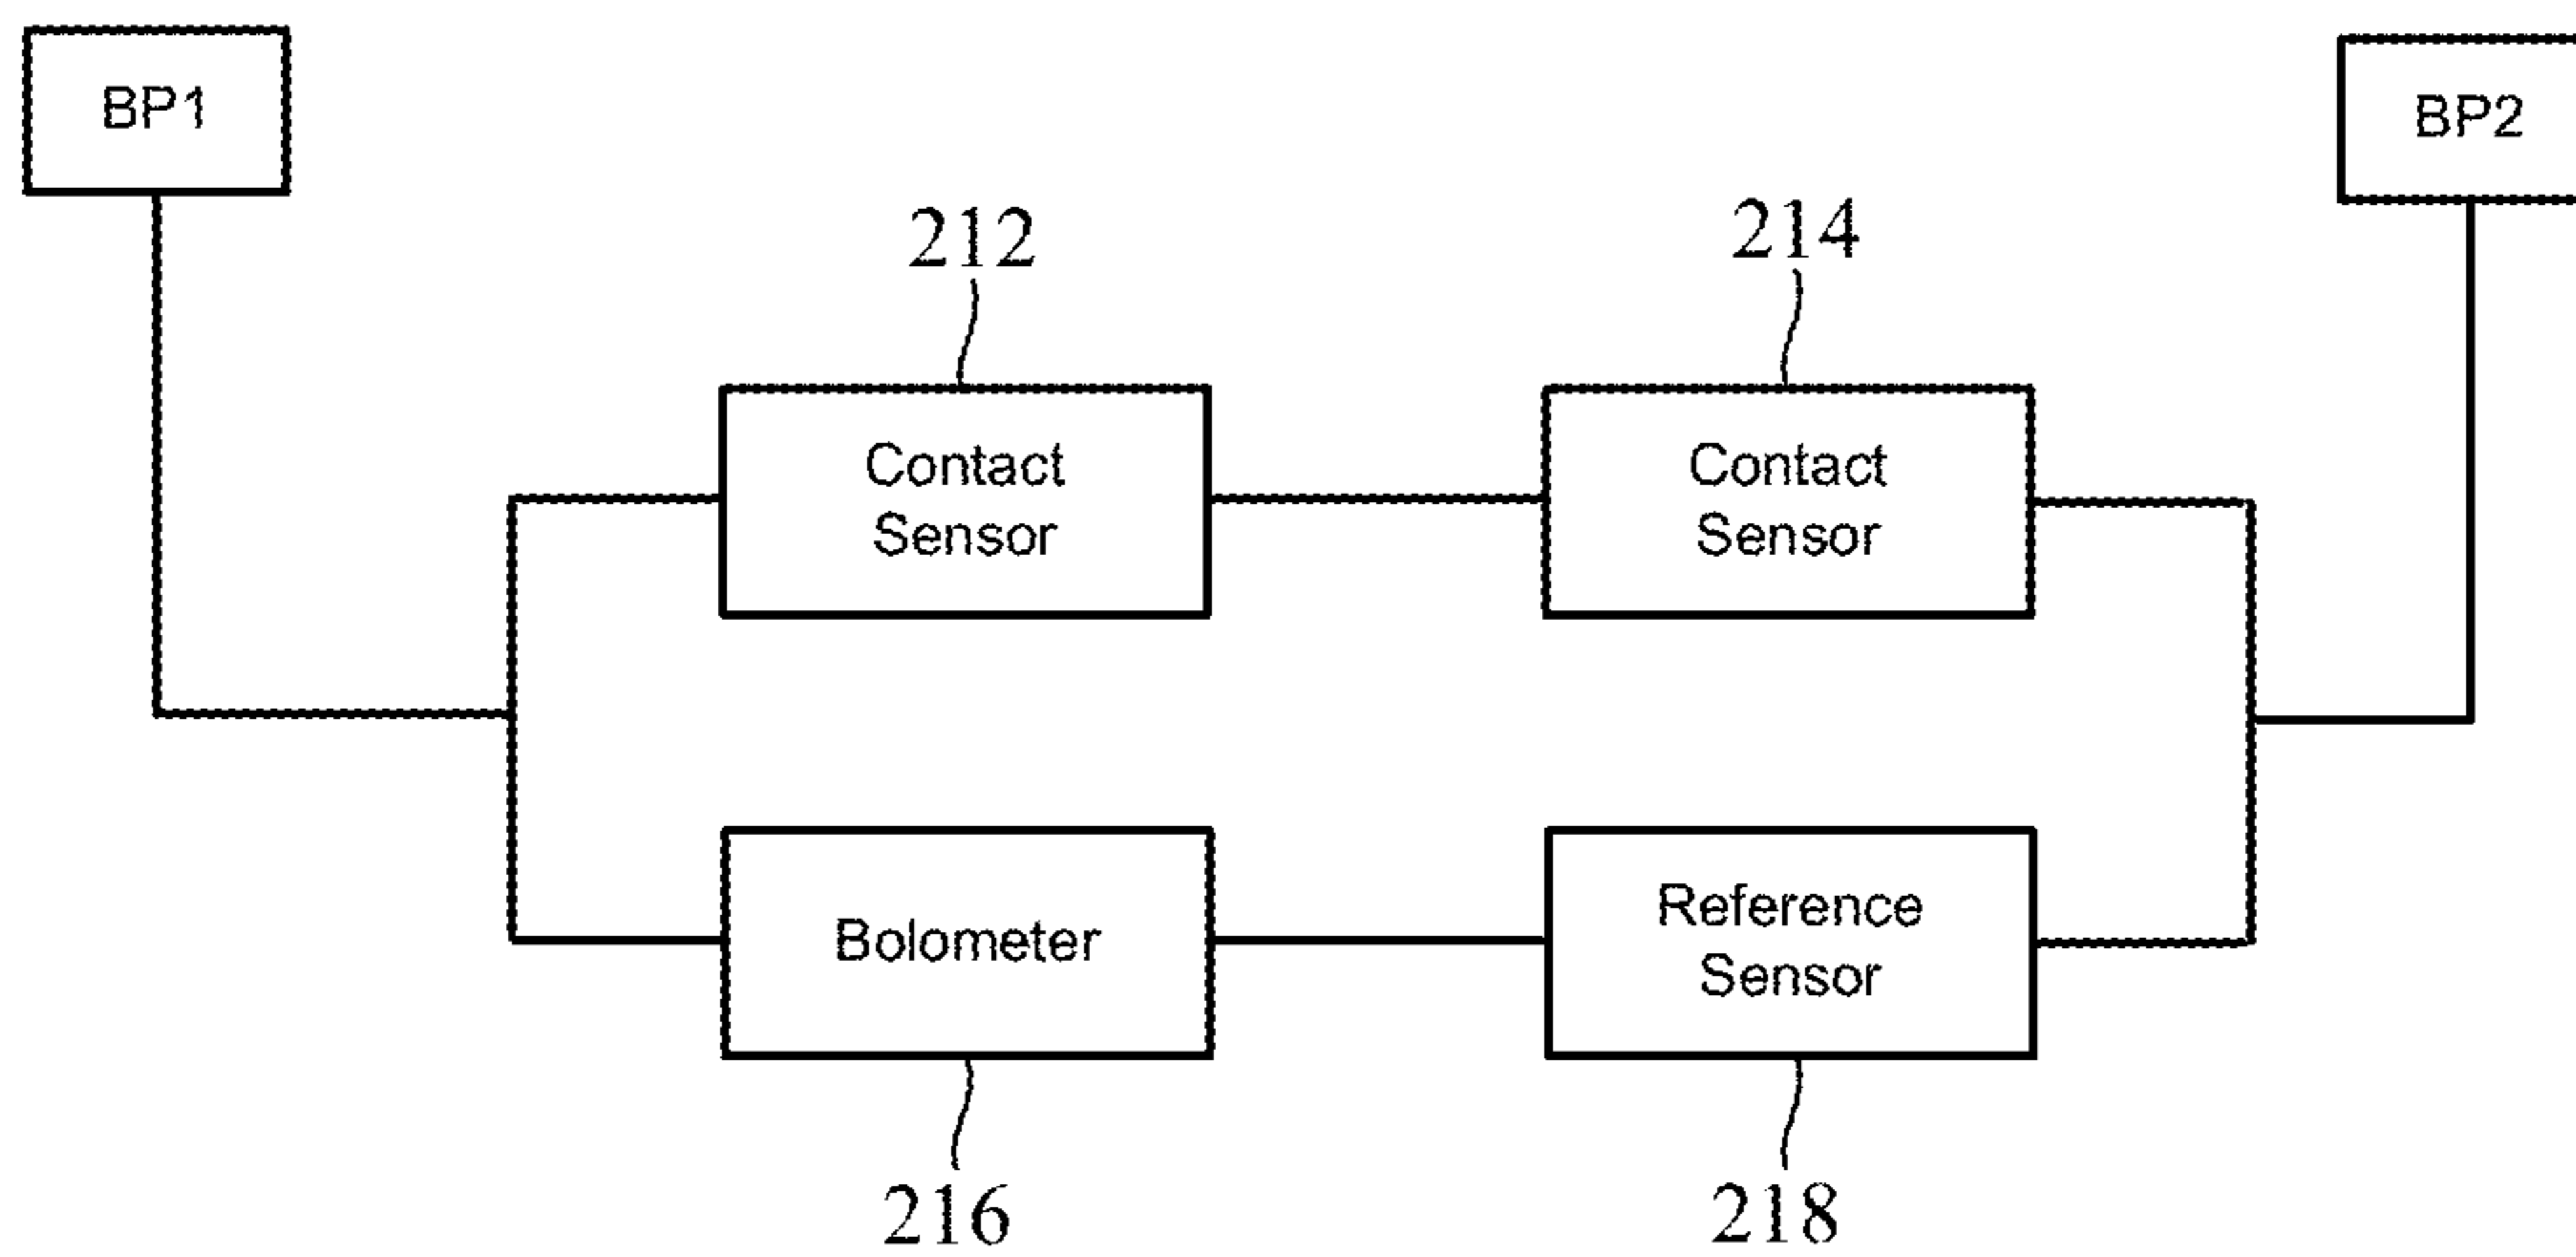 BP1
BP2
212
214
Contact
Sensor
Contact
Sensor
Bolometer
Reference
Sensor
216
218